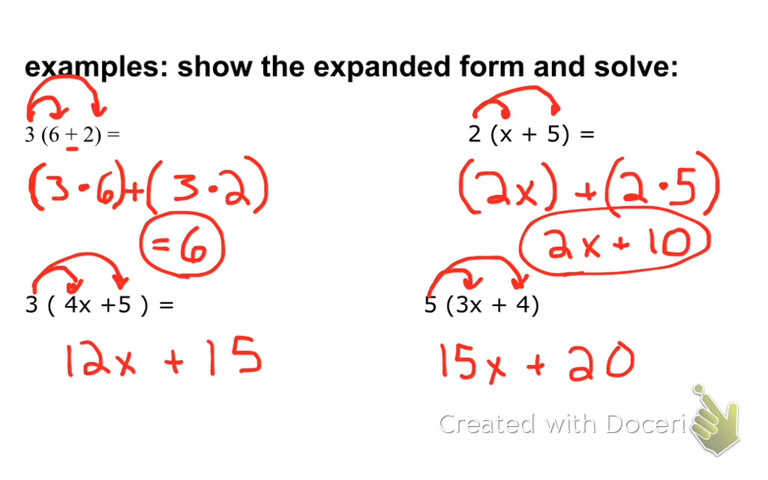 examples: show the expanded form and solve:
3 (6 + 2) =
(3•6)+(3•2)
= 6
3 ( 4x +5 ) =
12x + 15
2 (x + 5) =
(2x) + (2•5)
2x + 10
5 (3x + 4)
15x + 20
Created with Doceri